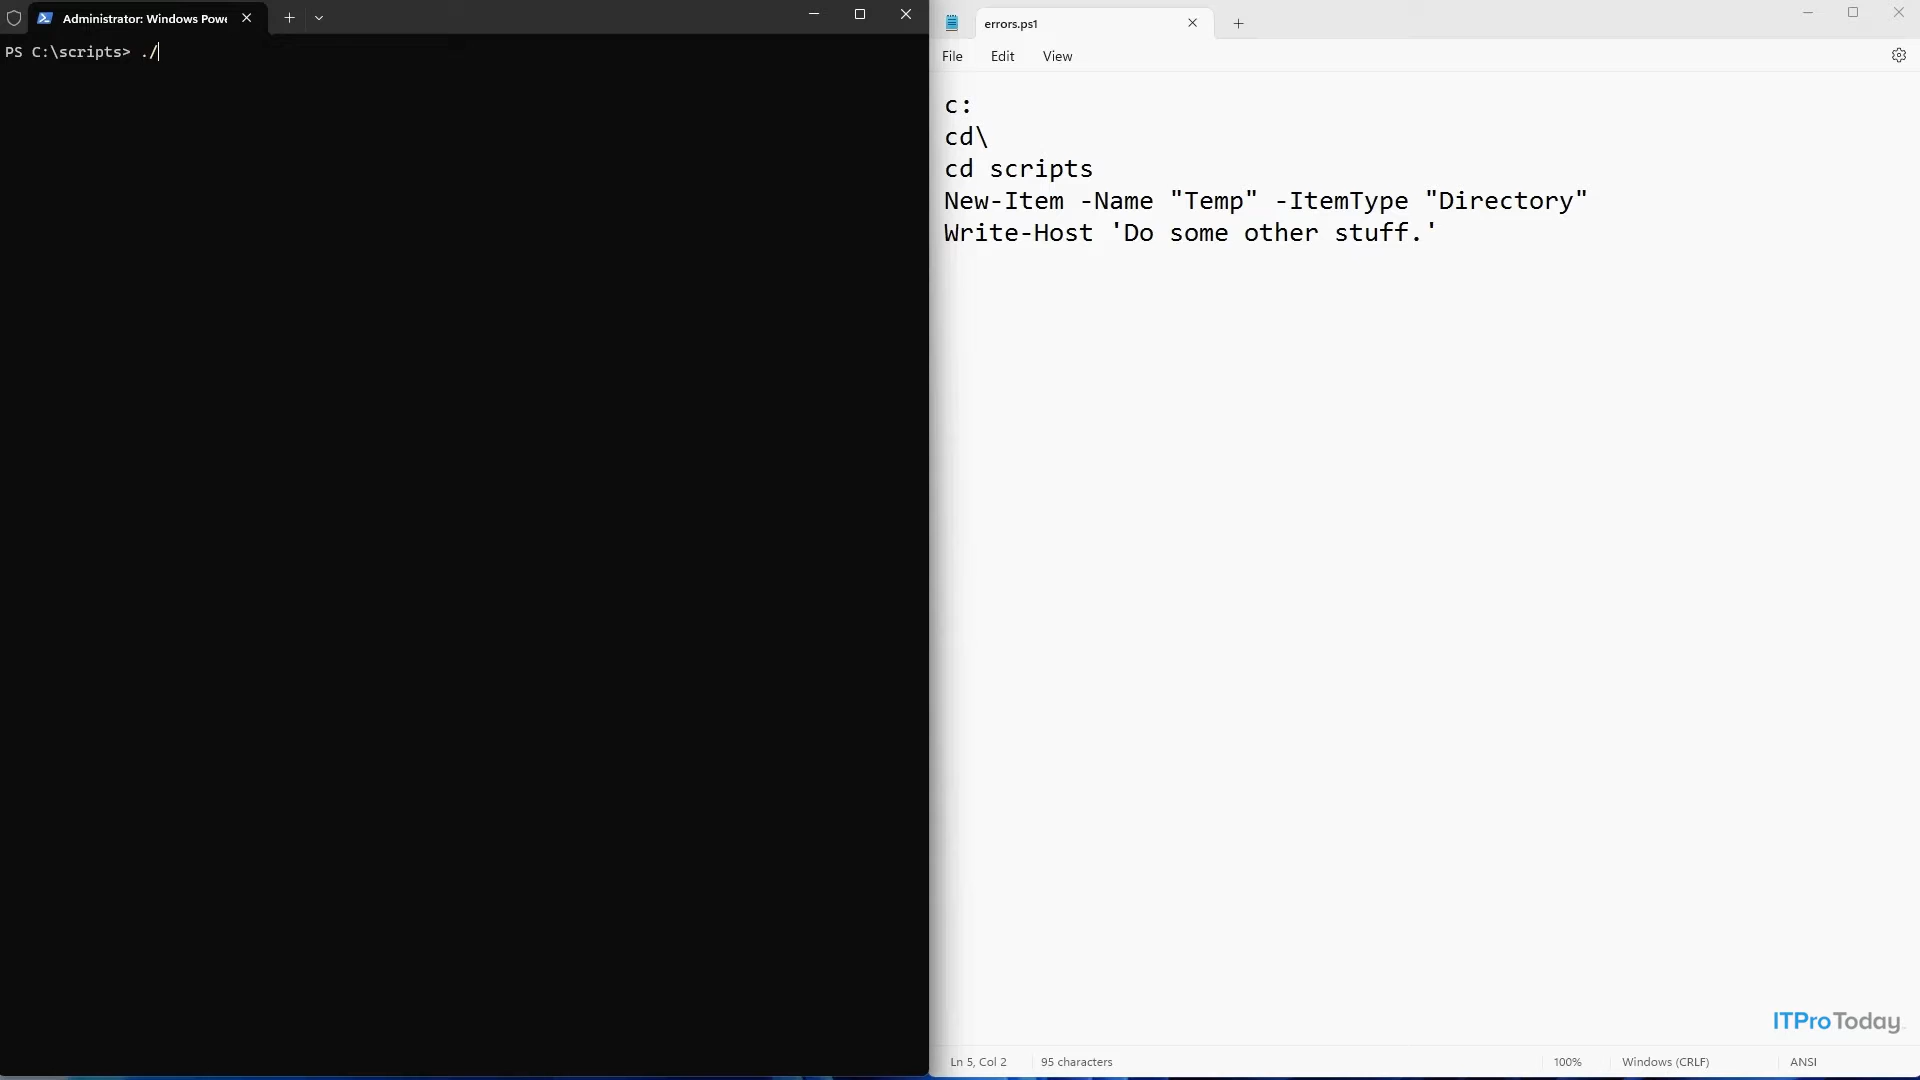 Administrator: Windows Powe
PS C:\scripts> ./
errors.ps1
File Edit View
c:
cd\
cd scripts
New-Item -Name "Temp" -ItemType "Directory"
Write-Host 'Do some other stuff.'
ITProToday
Ln 5, Col 2 95 characters 100% Windows (CRLF) ANSI